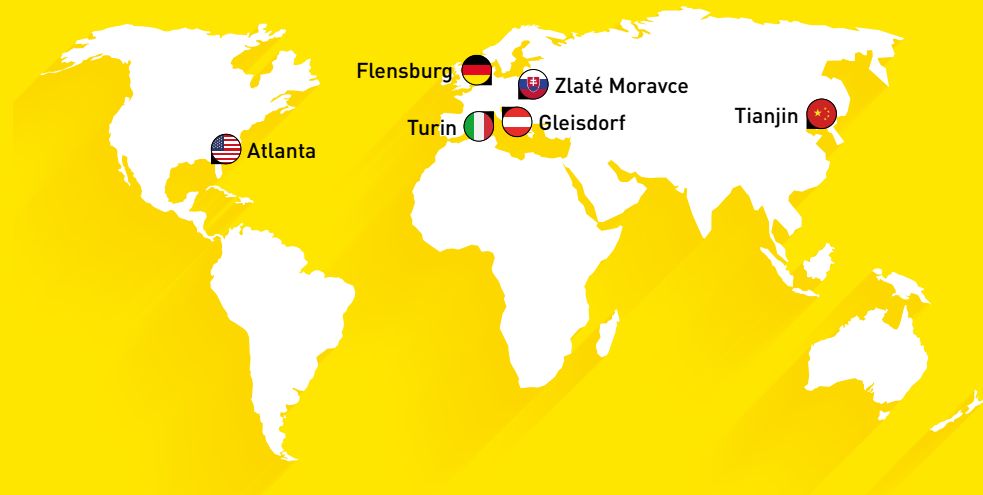 Flensburg
Zlaté Moravce
Turin
Gleisdorf
Tianjin
Atlanta